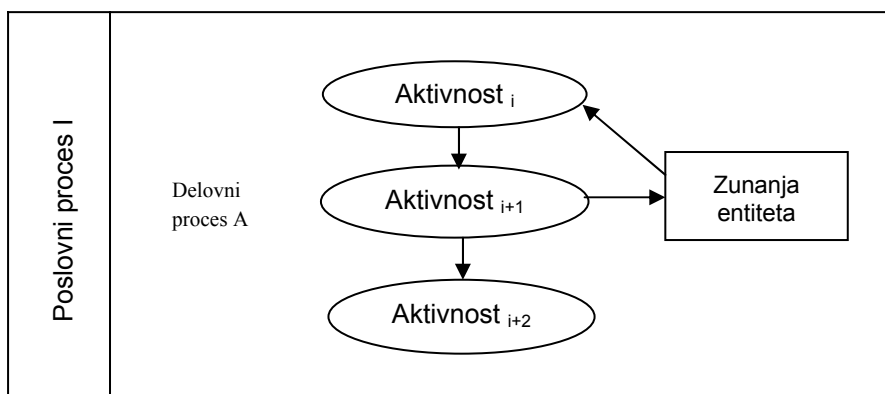 Poslovni proces I
Delovni
proces A
Aktivnost i
Aktivnost i+1
Aktivnost i+2
Zunanja
entiteta